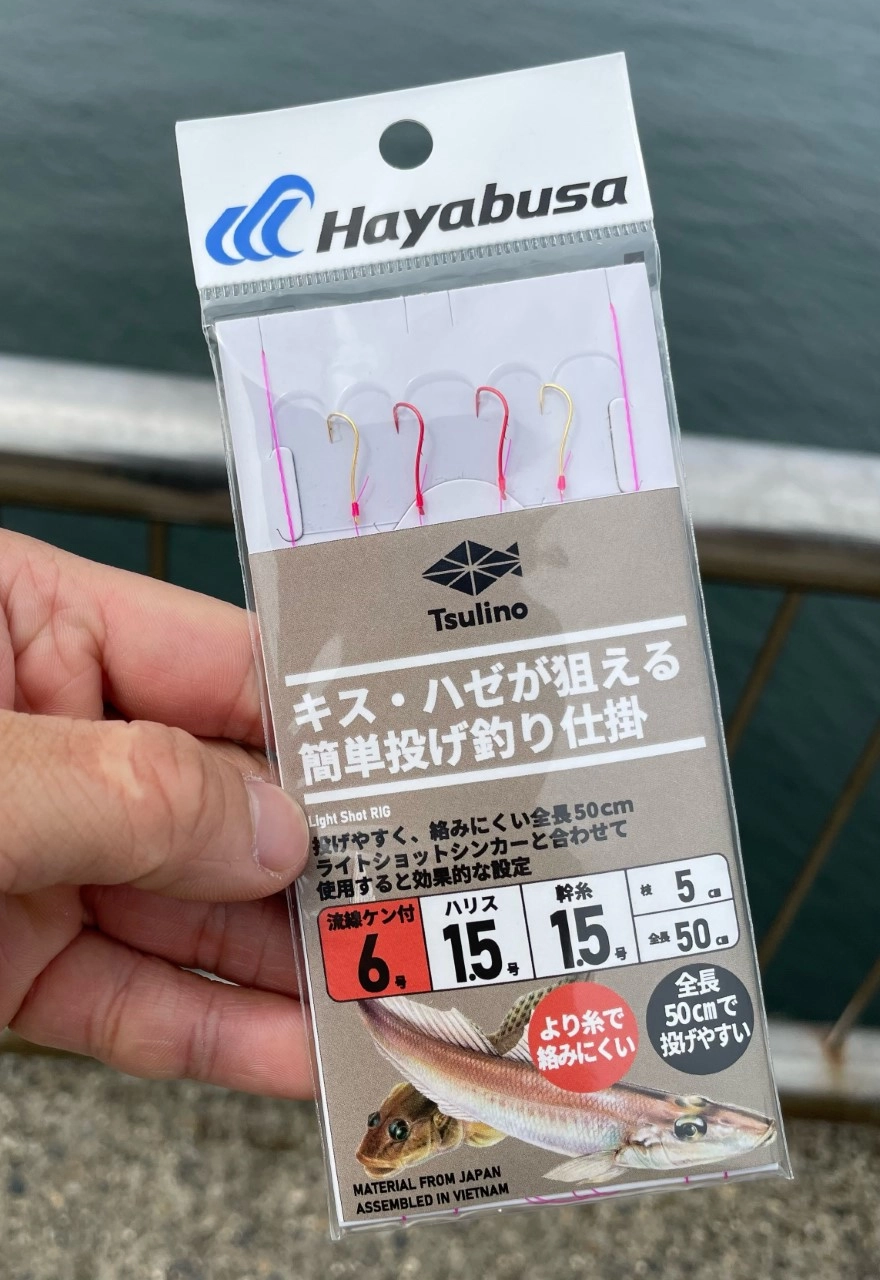 Hayabusa
Tsulino
キス・ハゼが狙える
簡単投げ釣り仕掛
Light Shot RIG
投げやすく、絡みにくい全長50cm
ライトショットシンカーと合わせて
使用すると効果的な設定
流線ケン付
6号
ハリス
1.5号
幹糸
1.5号
枝 5cm
全長 50cm
より糸で
絡みにくい
全長
50cmで
投げやすい
MATERIAL FROM JAPAN
ASSEMBLED IN VIETNAM